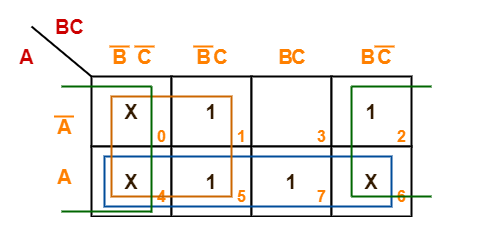 BC
A
B̅ C̅ B̅C BC BC̅
A̅ X 1 1
0 1 3 2
A X 1 1 X
4 5 7 6